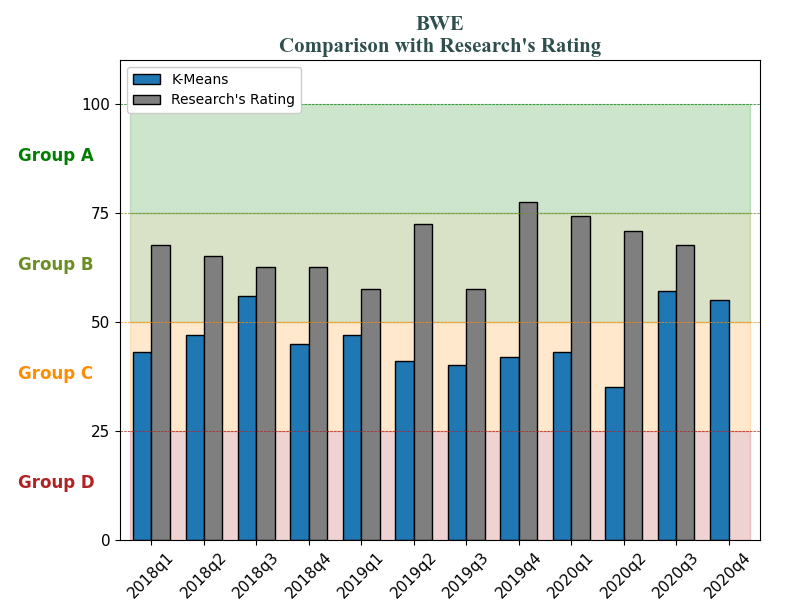 BWE
Comparison with Research's Rating
K-Means
Research's Rating
100
Group A
75
Group B
50
Group C
25
Group D
0
2018q1
2018q2
2018q3
2018q4
2019q1
2019q2
2019q3
2019q4
2020q1
2020q2
2020q3
2020q4